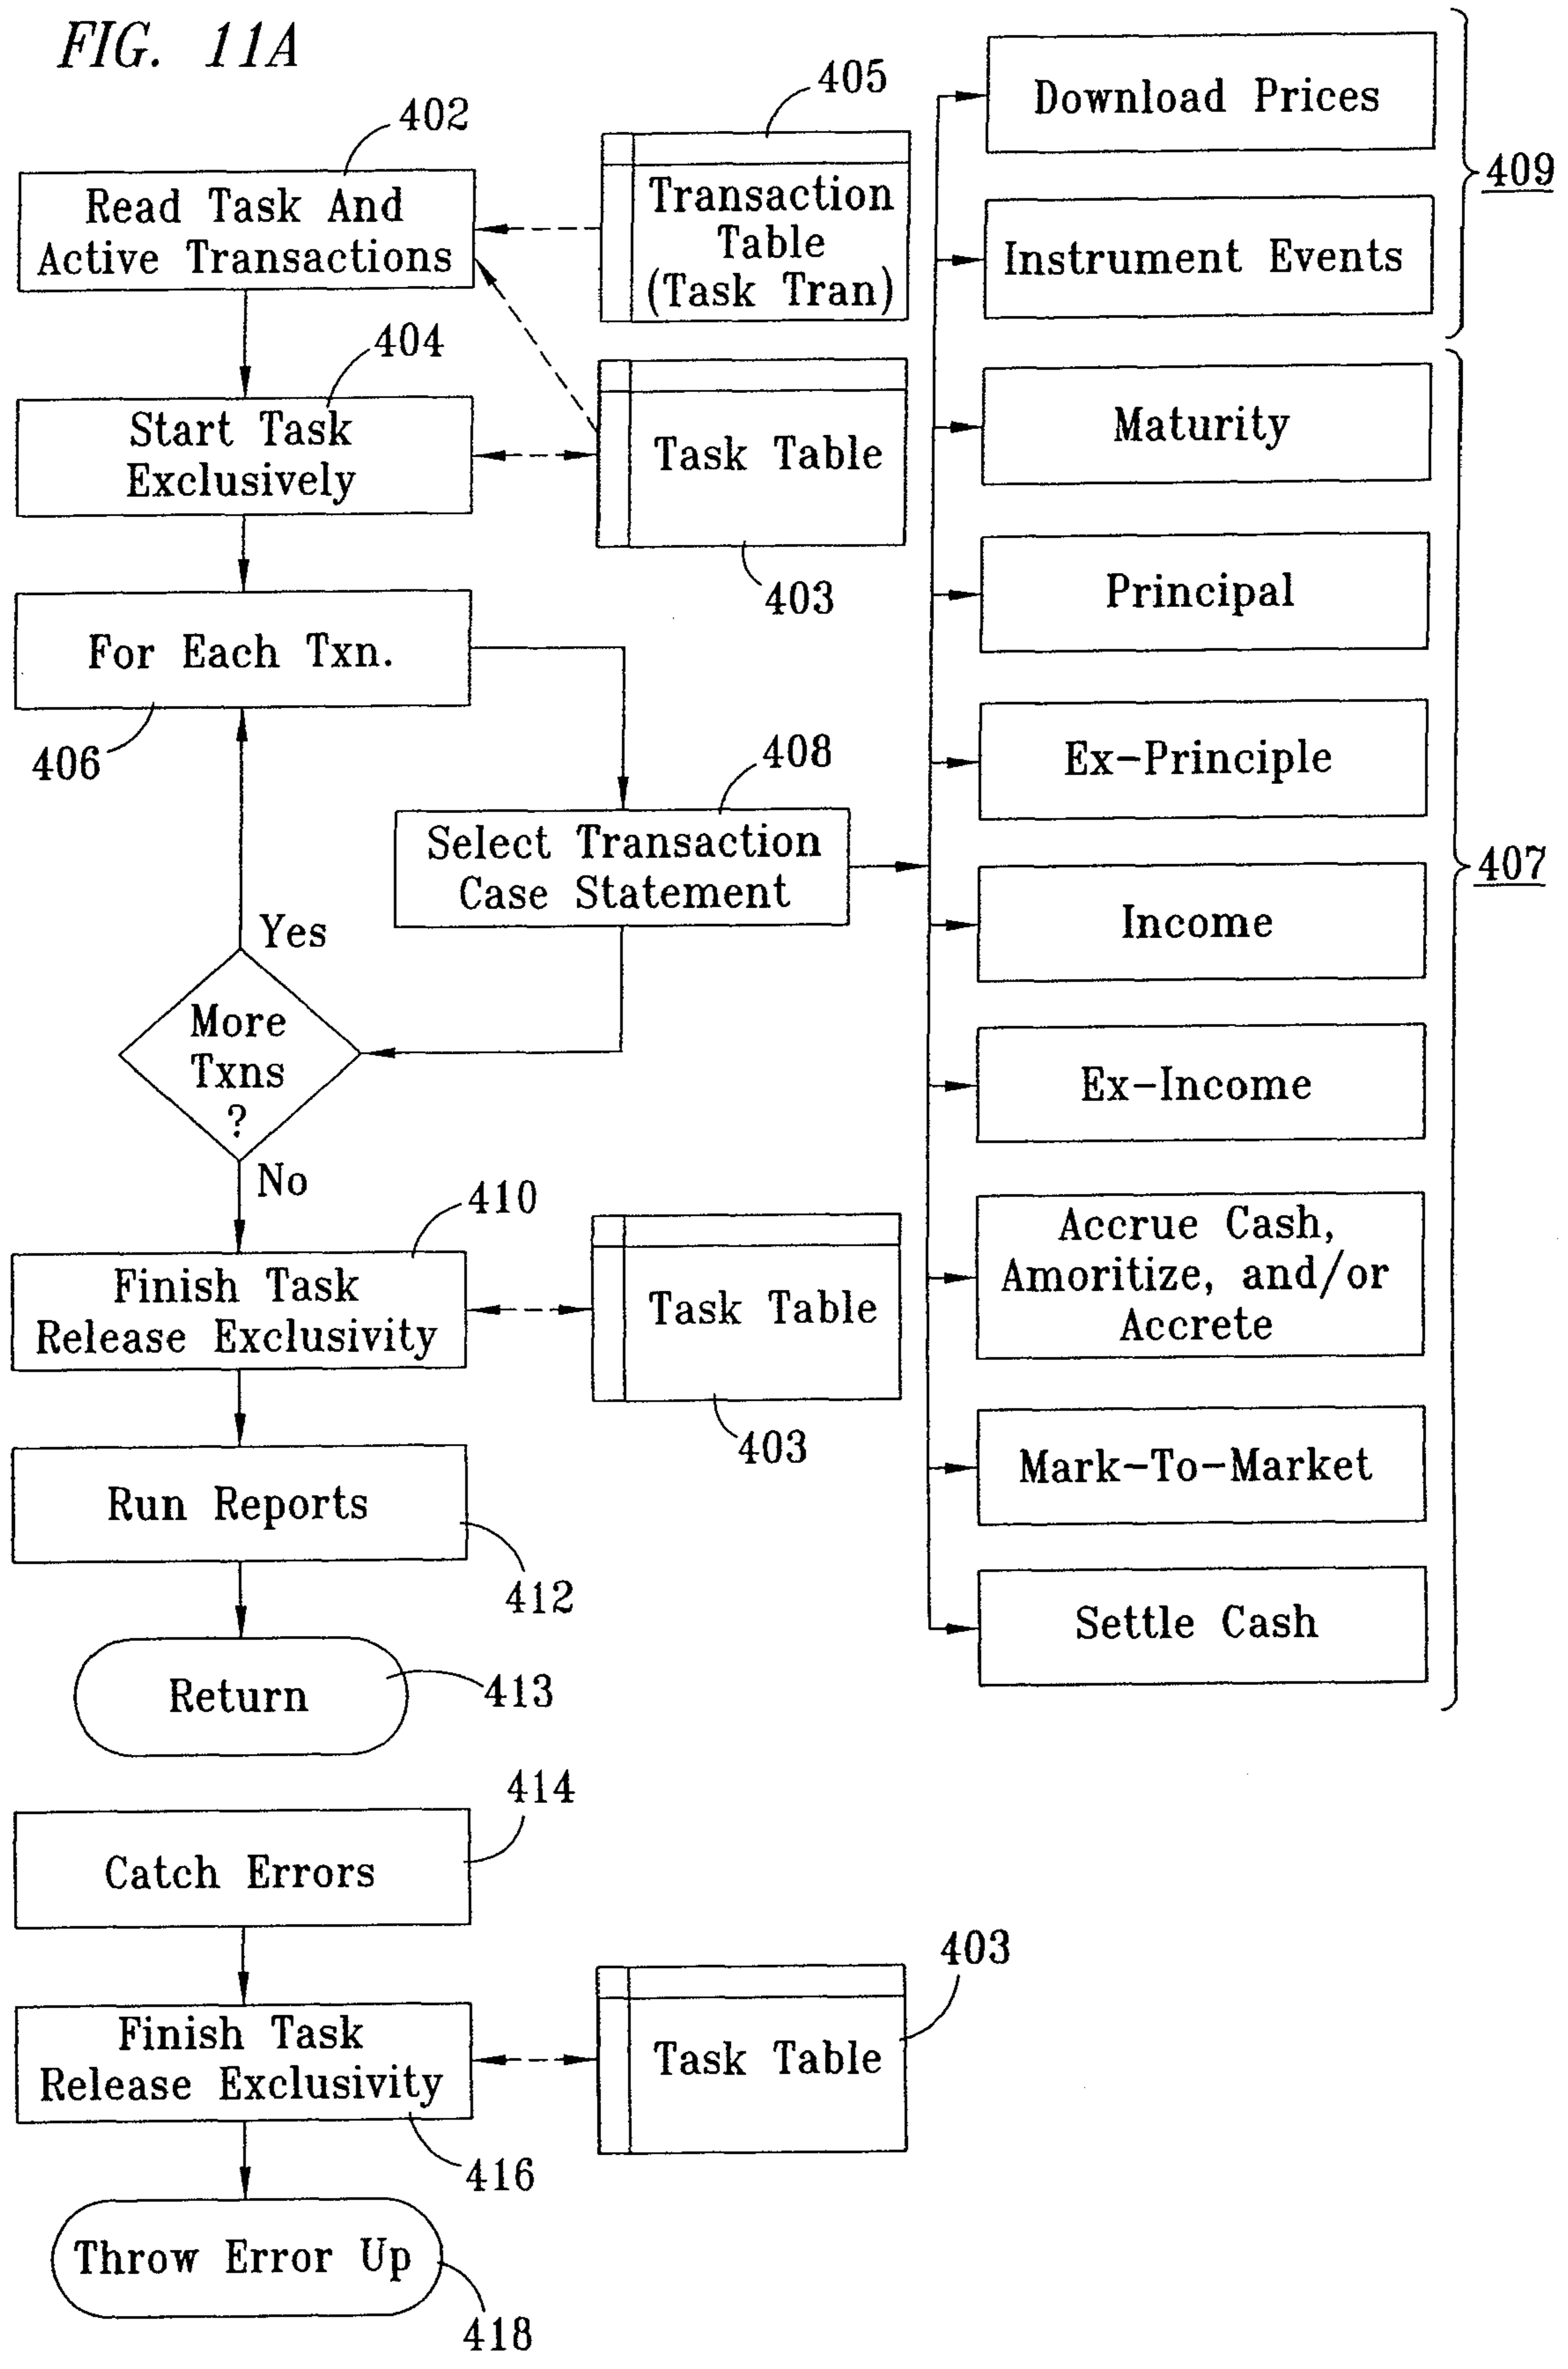 FIG. 11A
402
Read Task And
Active Transactions
405
Transaction
Table
(Task Tran)
404
Start Task
Exclusively
Task Table
403
For Each Txn.
406
408
Select Transaction
Case Statement
Yes
More
Txns
?
No
410
Finish Task
Release Exclusivity
Task Table
403
Run Reports
412
Return
413
Download Prices
Instrument Events
409
Maturity
Principal
Ex-Principle
Income
Ex-Income
Accrue Cash,
Amoritize, and/or
Accrete
Mark-To-Market
Settle Cash
407
414
Catch Errors
Finish Task
Release Exclusivity
416
Task Table
403
Throw Error Up
418